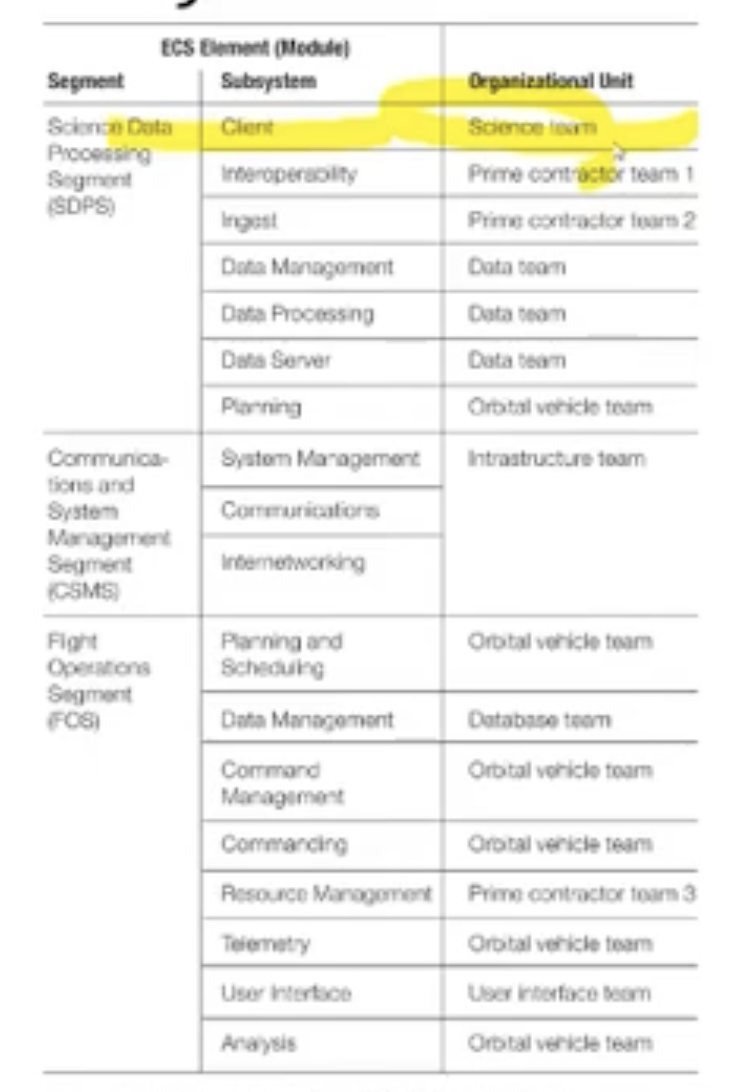 ECS Element (Module)
Segment Subsystem Organizational Unit
Science Data Client Science team
Processing
Segment Interoperability Prime contractor team 1
(SDPS)
Ingest Prime contractor team 2
Data Management Data team
Data Processing Data team
Data Server Data team
Planning Orbital vehicle team
Communica- System Management Intrastructure team
tions and
System Communications
Management
Segment Internetworking
(CSMS)
Flight Planning and Orbital vehicle team
Operations Scheduling
Segment
(FOS) Data Management Database team
Command Orbital vehicle team
Management
Commanding Orbital vehicle team
Resource Management Prime contractor team 3
Telemetry Orbital vehicle team
User Interface User interface team
Analysis Orbital vehicle team